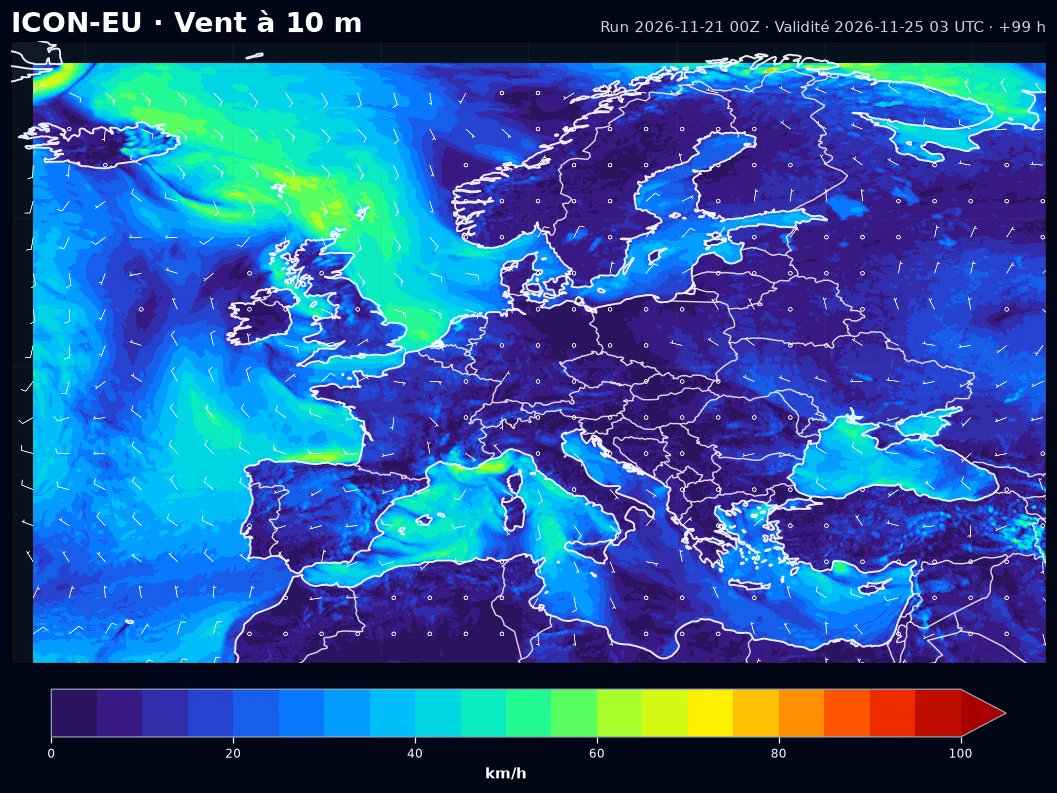 ICON-EU · Vent à 10 m
Run 2026-11-21 00Z · Validité 2026-11-25 03 UTC · +99 h
0 20 40 60 80 100
km/h